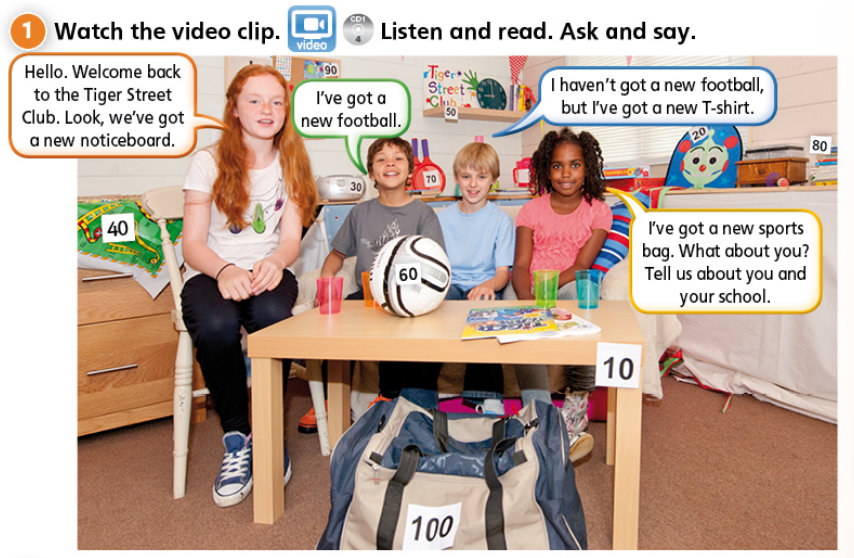 1 Watch the video clip. video CD1 4 Listen and read. Ask and say.
Hello. Welcome back
to the Tiger Street
Club. Look, we've got
a new noticeboard.
I've got a
new football.
I haven't got a new football,
but I've got a new T-shirt.
I've got a new sports
bag. What about you?
Tell us about you and
your school.
90
Tiger
Street
Club
50
20
80
70
30
40
60
10
100